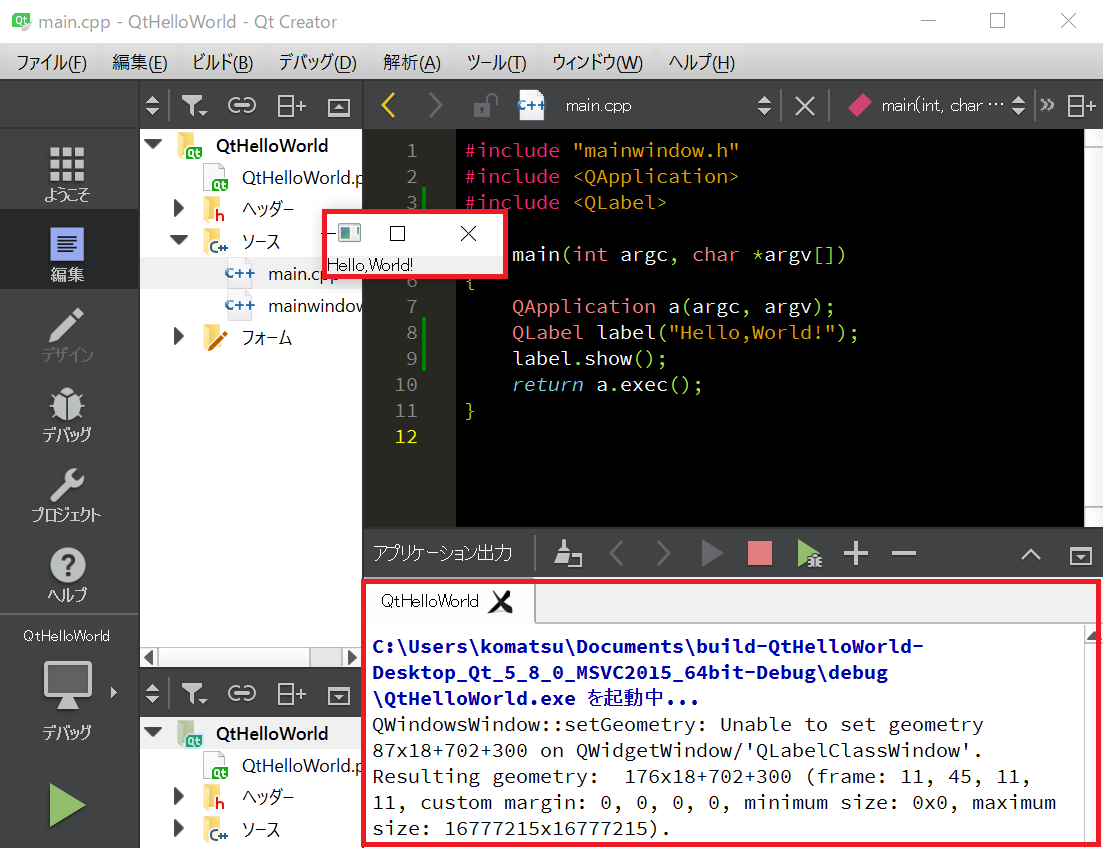 main.cpp - QtHelloWorld - Qt Creator
ファイル(F) 編集(E) ビルド(B) デバッグ(D) 解析(A) ツール(T) ウィンドウ(W) ヘルプ(H)
main.cpp
main(int, char ⋯
ようこそ
編集
デザイン
デバッグ
プロジェクト
ヘルプ
QtHelloWorld
デバッグ
QtHelloWorld
QtHelloWorld.p
ヘッダー
ソース
main.cpp
mainwindow
フォーム
Hello,World!
1 #include "mainwindow.h"
2 #include <QApplication>
3 #include <QLabel>
main(int argc, char *argv[])
6 {
7 QApplication a(argc, argv);
8 QLabel label("Hello,World!");
9 label.show();
10 return a.exec();
11 }
12
アプリケーション出力
QtHelloWorld
C:\Users\komatsu\Documents\build-QtHelloWorld-
Desktop_Qt_5_8_0_MSVC2015_64bit-Debug\debug
\QtHelloWorld.exe を起動中...
QWindowsWindow::setGeometry: Unable to set geometry
87x18+702+300 on QWidgetWindow/'QLabelClassWindow'.
Resulting geometry:  176x18+702+300 (frame: 11, 45, 11,
11, custom margin: 0, 0, 0, 0, minimum size: 0x0, maximum
size: 16777215x16777215).
QtHelloWorld
QtHelloWorld.p
ヘッダー
ソース